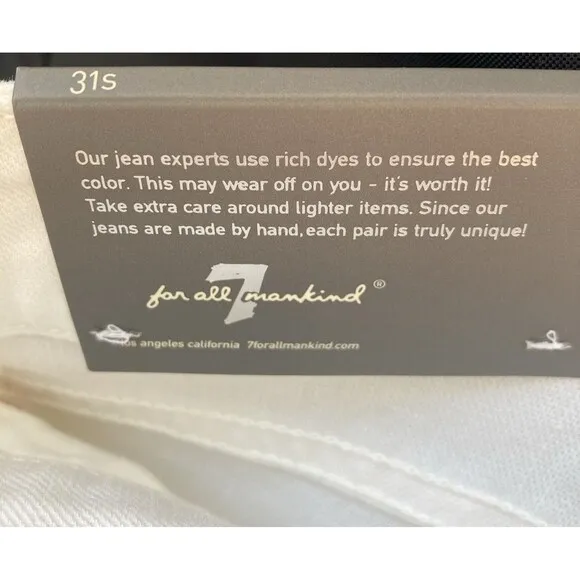 31s
Our jean experts use rich dyes to ensure the best
color. This may wear off on you - it's worth it!
Take extra care around lighter items. Since our
jeans are made by hand, each pair is truly unique!
for all 7 mankind ®
los angeles california 7forallmankind.com